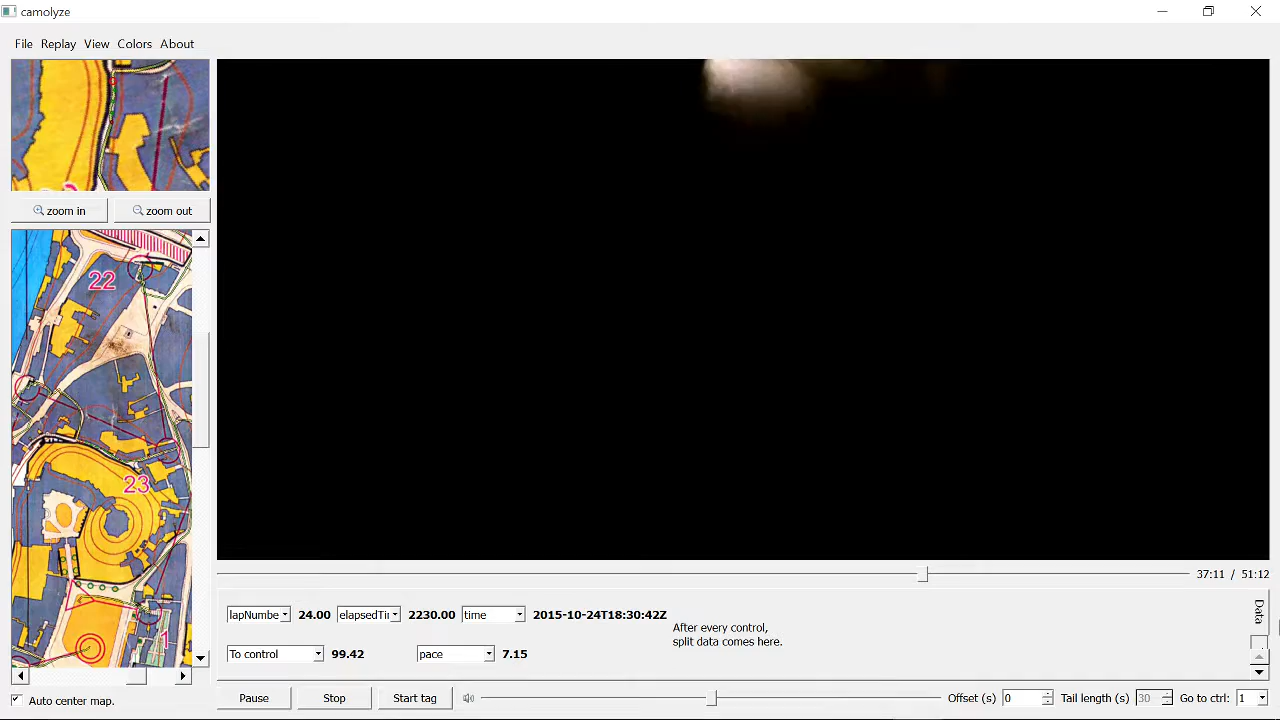 camolyze
File Replay View Colors About
zoom in zoom out
22
23
1
37:11 / 51:12
lapNumbe 24.00 elapsedTi 2230.00 time 2015-10-24T18:30:42Z
After every control,
split data comes here.
To control 99.42 pace 7.15
Data
Pause Stop Start tag Offset (s) 0 Tail length (s) 30 Go to ctrl: 1
Auto center map.